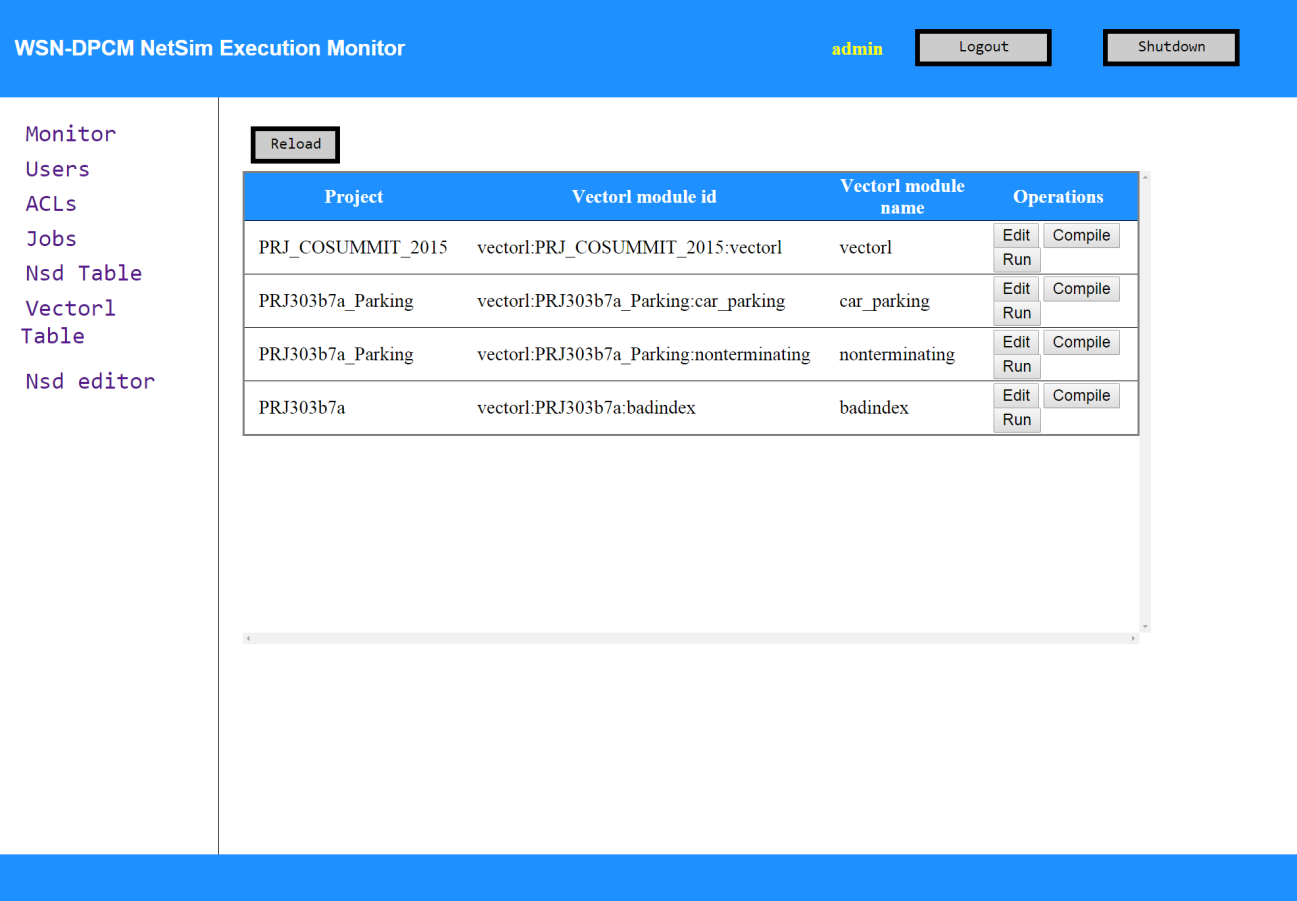 WSN-DPCM NetSim Execution Monitor
admin
Logout
Shutdown
Monitor
Users
ACLs
Jobs
Nsd Table
Vectorl
Table
Nsd editor
Reload
Project
Vectorl module id
Vectorl module
name
Operations
PRJ_COSUMMIT_2015
vectorl:PRJ_COSUMMIT_2015:vectorl
vectorl
Edit
Compile
Run
PRJ303b7a_Parking
vectorl:PRJ303b7a_Parking:car_parking
car_parking
Edit
Compile
Run
PRJ303b7a_Parking
vectorl:PRJ303b7a_Parking:nonterminating
nonterminating
Edit
Compile
Run
PRJ303b7a
vectorl:PRJ303b7a:badindex
badindex
Edit
Compile
Run